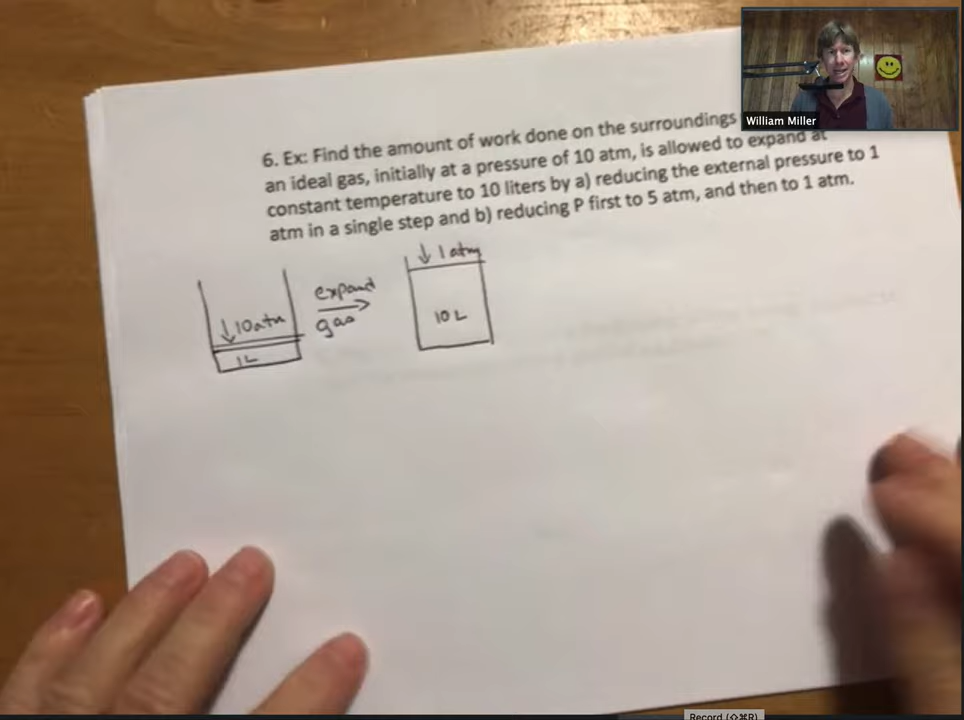 William Miller
6. Ex: Find the amount of work done on the surroundings
an ideal gas, initially at a pressure of 10 atm, is allowed to expand at
constant temperature to 10 liters by a) reducing the external pressure to 1
atm in a single step and b) reducing P first to 5 atm, and then to 1 atm.
↓ 10 atm
1L
expand
→
gas
↓ 1 atm
10 L
Record (⇧⌘R)